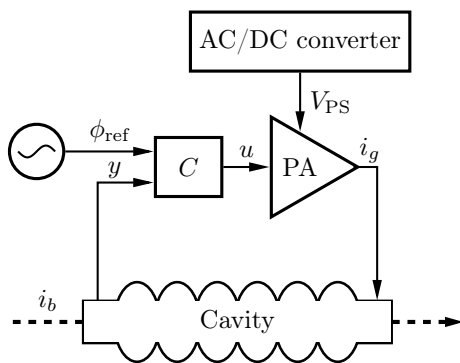 AC/DC converter
V_PS
ϕ_ref
y
C
u
PA
i_g
i_b
Cavity